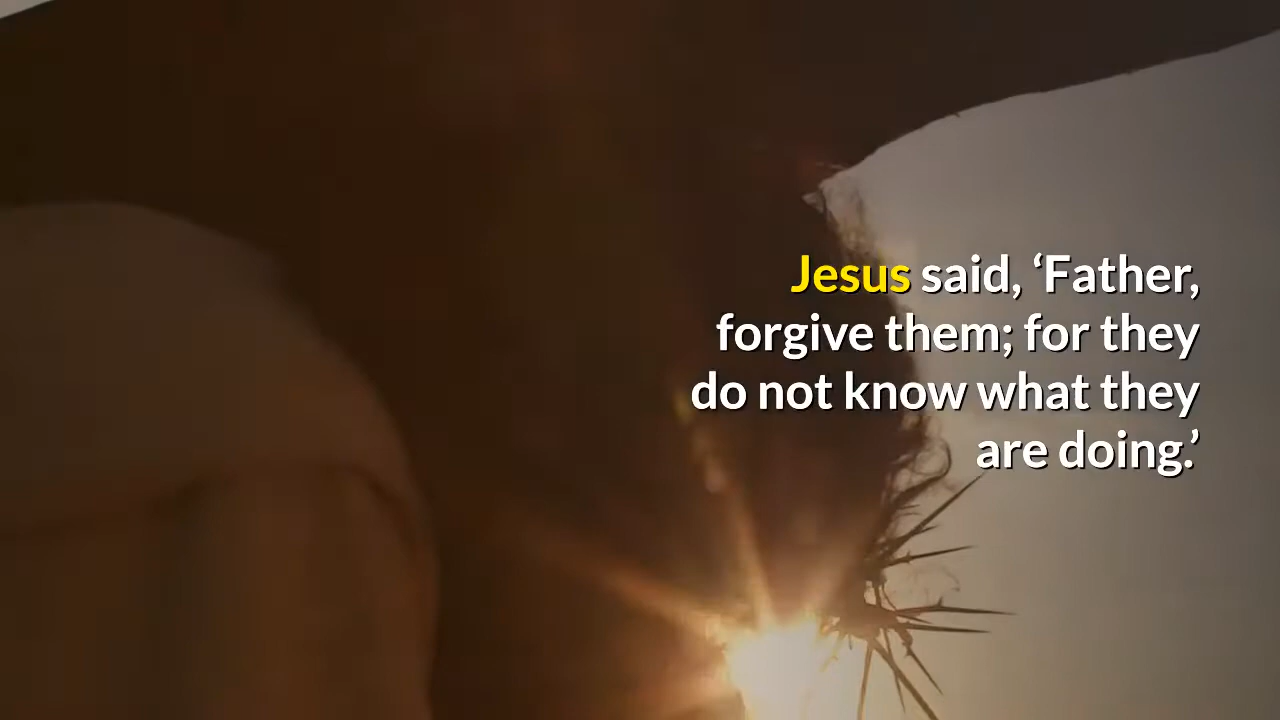 Jesus said, ‘Father,
forgive them; for they
do not know what they
are doing.’